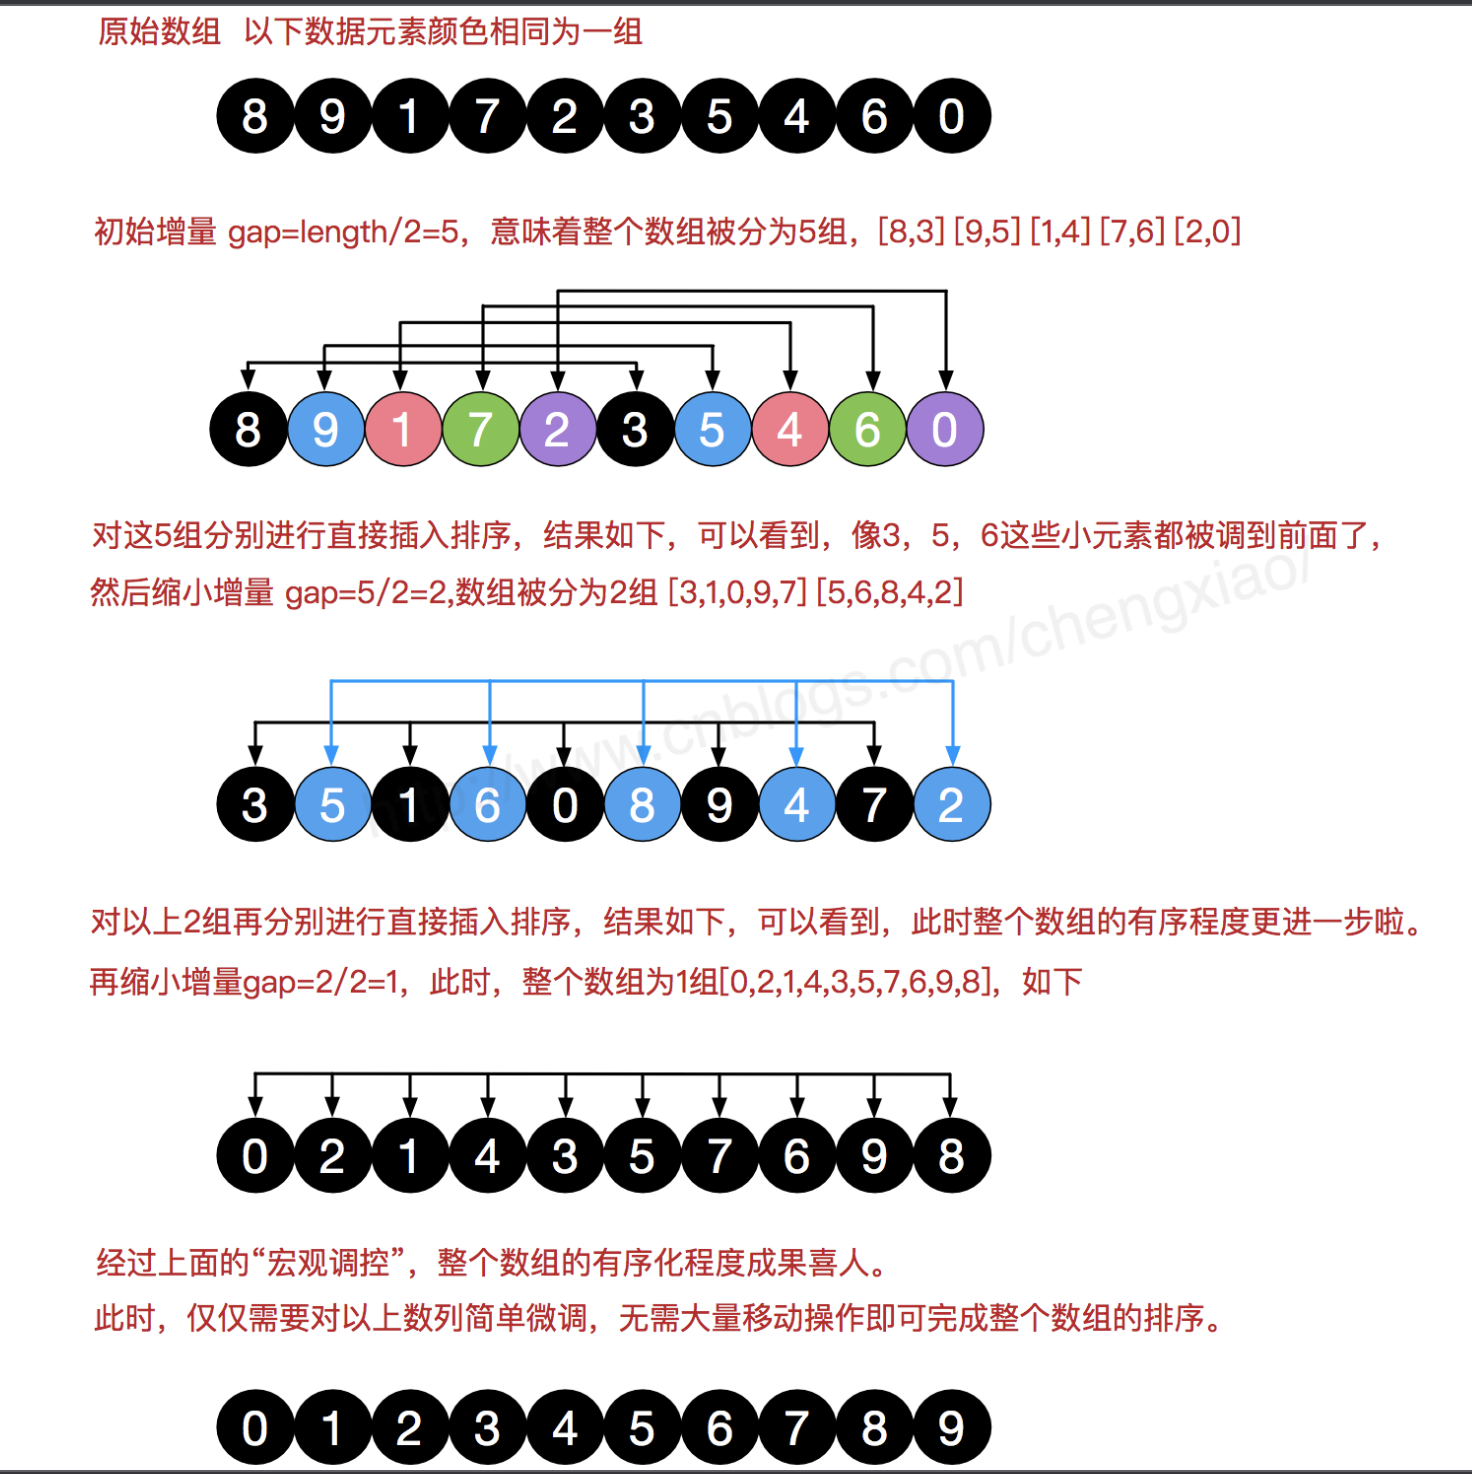 原始数组  以下数据元素颜色相同为一组
8 9 1 7 2 3 5 4 6 0
初始增量 gap=length/2=5，意味着整个数组被分为5组，[8,3] [9,5] [1,4] [7,6] [2,0]
8 9 1 7 2 3 5 4 6 0
对这5组分别进行直接插入排序，结果如下，可以看到，像3，5，6这些小元素都被调到前面了，
然后缩小增量 gap=5/2=2,数组被分为2组 [3,1,0,9,7] [5,6,8,4,2]
http://www.cnblogs.com/chengxiao/
3 5 1 6 0 8 9 4 7 2
对以上2组再分别进行直接插入排序，结果如下，可以看到，此时整个数组的有序程度更进一步啦。
再缩小增量gap=2/2=1，此时，整个数组为1组[0,2,1,4,3,5,7,6,9,8]，如下
0 2 1 4 3 5 7 6 9 8
经过上面的“宏观调控”，整个数组的有序化程度成果喜人。
此时，仅仅需要对以上数列简单微调，无需大量移动操作即可完成整个数组的排序。
0 1 2 3 4 5 6 7 8 9